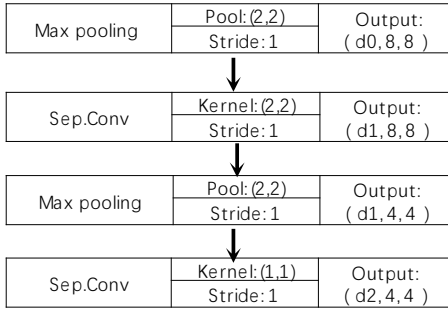 Max pooling
Pool:(2,2)
Stride:1
Output:
( d0,8,8 )
Sep.Conv
Kernel:(2,2)
Stride:1
Output:
( d1,8,8 )
Max pooling
Pool:(2,2)
Stride:1
Output:
( d1,4,4 )
Sep.Conv
Kernel:(1,1)
Stride:1
Output:
( d2,4,4 )